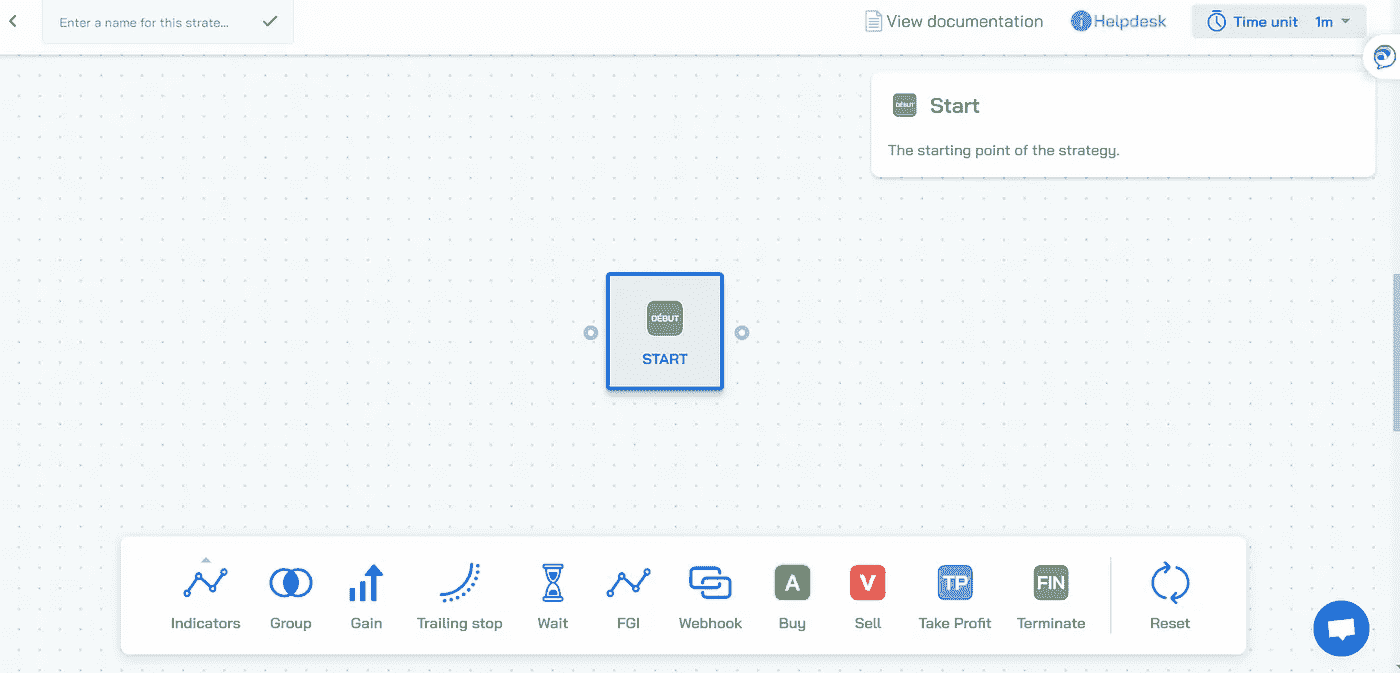 Enter a name for this strate...
View documentation
Helpdesk
Time unit 1m
DÉBUT Start
The starting point of the strategy.
DÉBUT
START
A
V
TP
FIN
Indicators
Group
Gain
Trailing stop
Wait
FGI
Webhook
Buy
Sell
Take Profit
Terminate
Reset